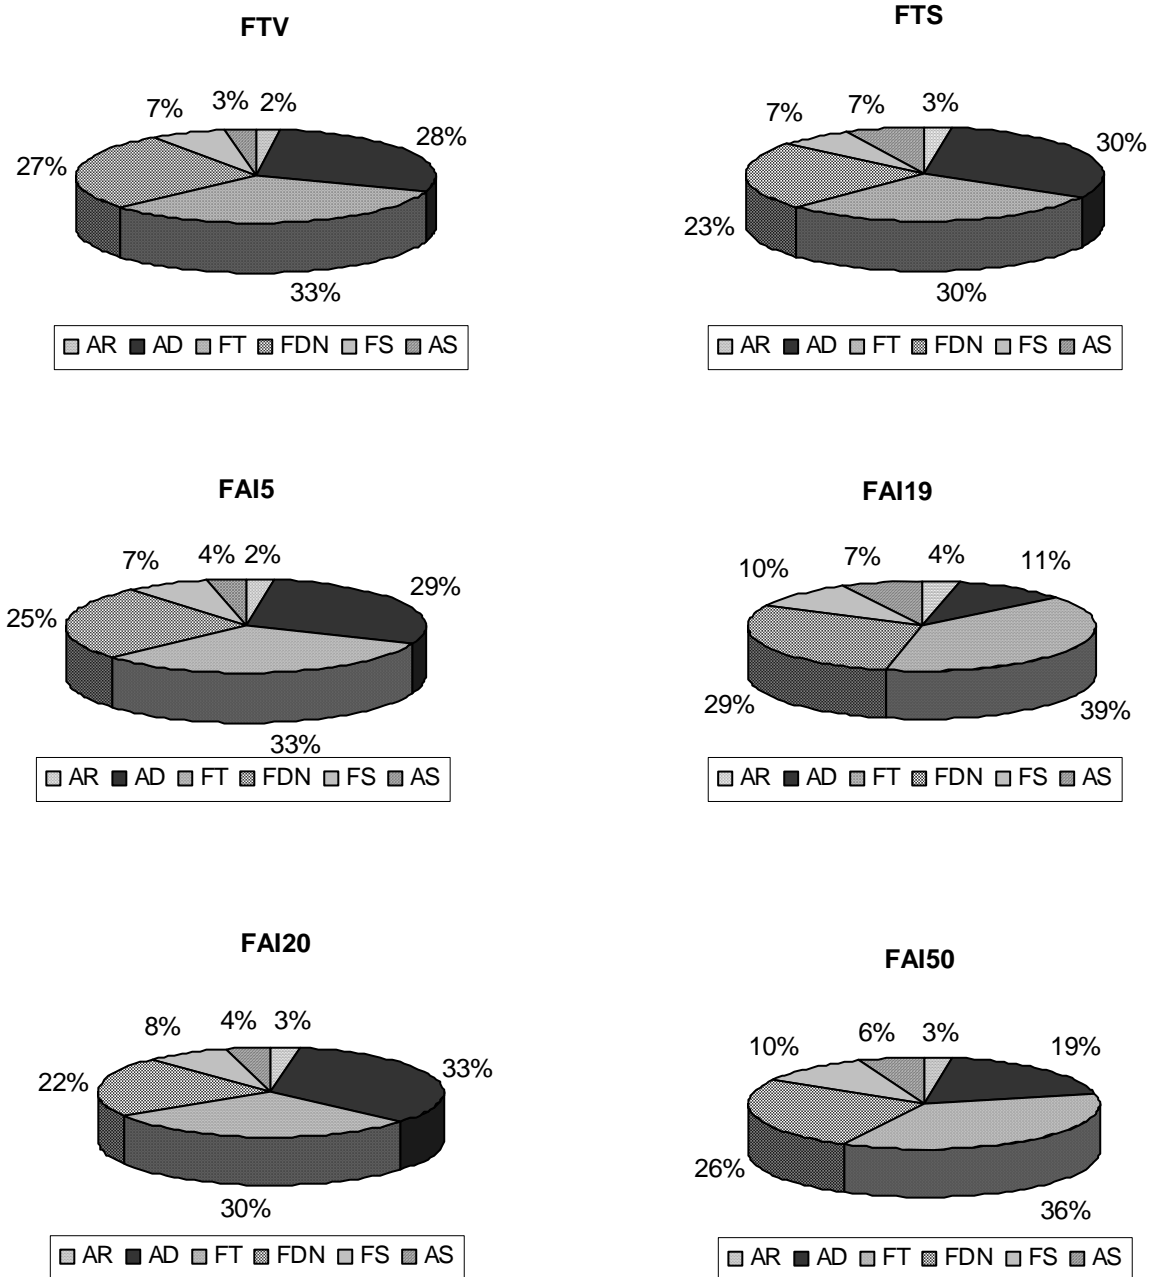 FTV
7% 3% 2%
28%
27%
33%
AR AD FT FDN FS AS
FTS
7% 7% 3%
30%
23%
30%
AR AD FT FDN FS AS
FAI5
7% 4% 2%
29%
25%
33%
AR AD FT FDN FS AS
FAI19
10% 7% 4% 11%
29%
39%
AR AD FT FDN FS AS
FAI20
8% 4% 3%
33%
22%
30%
AR AD FT FDN FS AS
FAI50
10% 6% 3% 19%
26%
36%
AR AD FT FDN FS AS